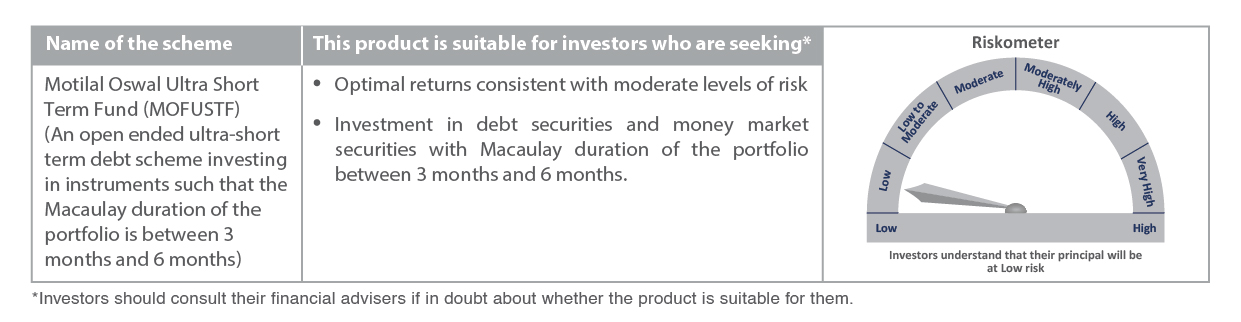 Name of the scheme
This product is suitable for investors who are seeking*
Motilal Oswal Ultra Short
Term Fund (MOFUSTF)
(An open ended ultra-short
term debt scheme investing
in instruments such that the
Macaulay duration of the
portfolio is between 3
months and 6 months)
• Optimal returns consistent with moderate levels of risk
• Investment in debt securities and money market
securities with Macaulay duration of the portfolio
between 3 months and 6 months.
Riskometer
Low
Low to
Moderate
Moderate
Moderately
High
High
Very High
Low
High
Investors understand that their principal will be
at Low risk
*Investors should consult their financial advisers if in doubt about whether the product is suitable for them.